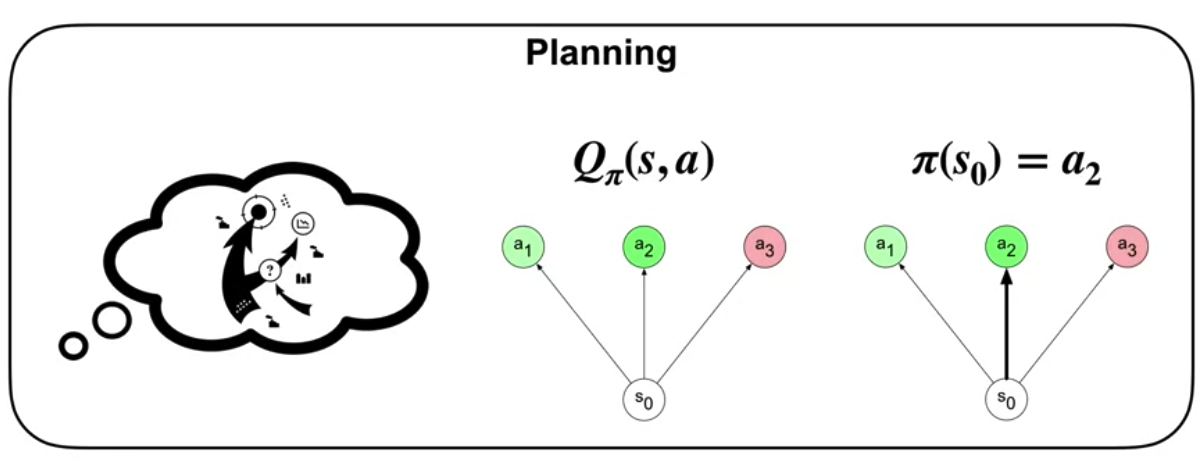 Planning
Qπ(s, a)
π(s0) = a2
a1 a2 a3
a1 a2 a3
?
s0
s0